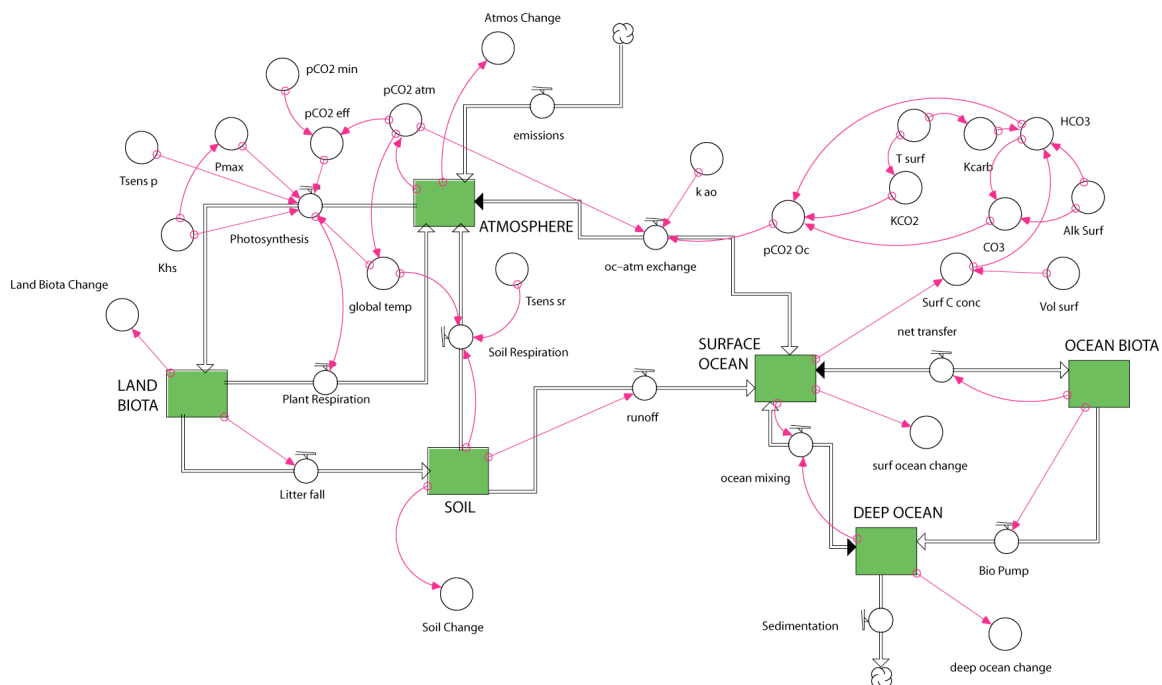 Atmos Change
pCO2 min
pCO2 atm
pCO2 eff
emissions
HCO3
T surf
Kcarb
Pmax
Tsens p
k ao
KCO2
Alk Surf
ATMOSPHERE
Photosynthesis
pCO2 Oc
CO3
Khs
oc-atm exchange
Land Biota Change
global temp
Tsens sr
Surf C conc
Vol surf
net transfer
Soil Respiration
SURFACE
OCEAN
OCEAN BIOTA
LAND
BIOTA
Plant Respiration
runoff
surf ocean change
ocean mixing
Litter fall
SOIL
DEEP OCEAN
Bio Pump
Soil Change
Sedimentation
deep ocean change